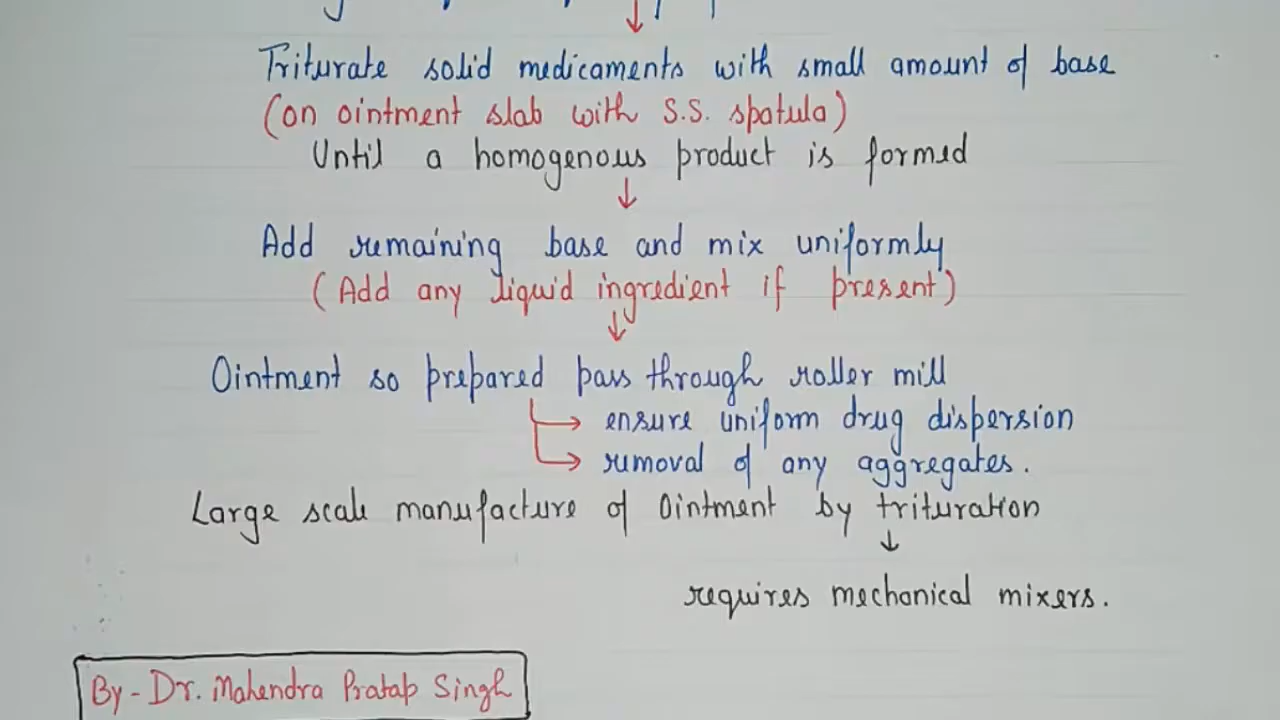 Triturate solid medicaments with small amount of base
(on ointment slab with S.S. spatula)
Until a homogenous product is formed
↓
Add remaining base and mix uniformly
(Add any liquid ingredient if present)
↓
Ointment so prepared pass through roller mill
→ ensure uniform drug dispersion
→ removal of any aggregates.
Large scale manufacture of Ointment by trituration
↓
requires mechanical mixers.
By - Dr. Mahendra Pratap Singh